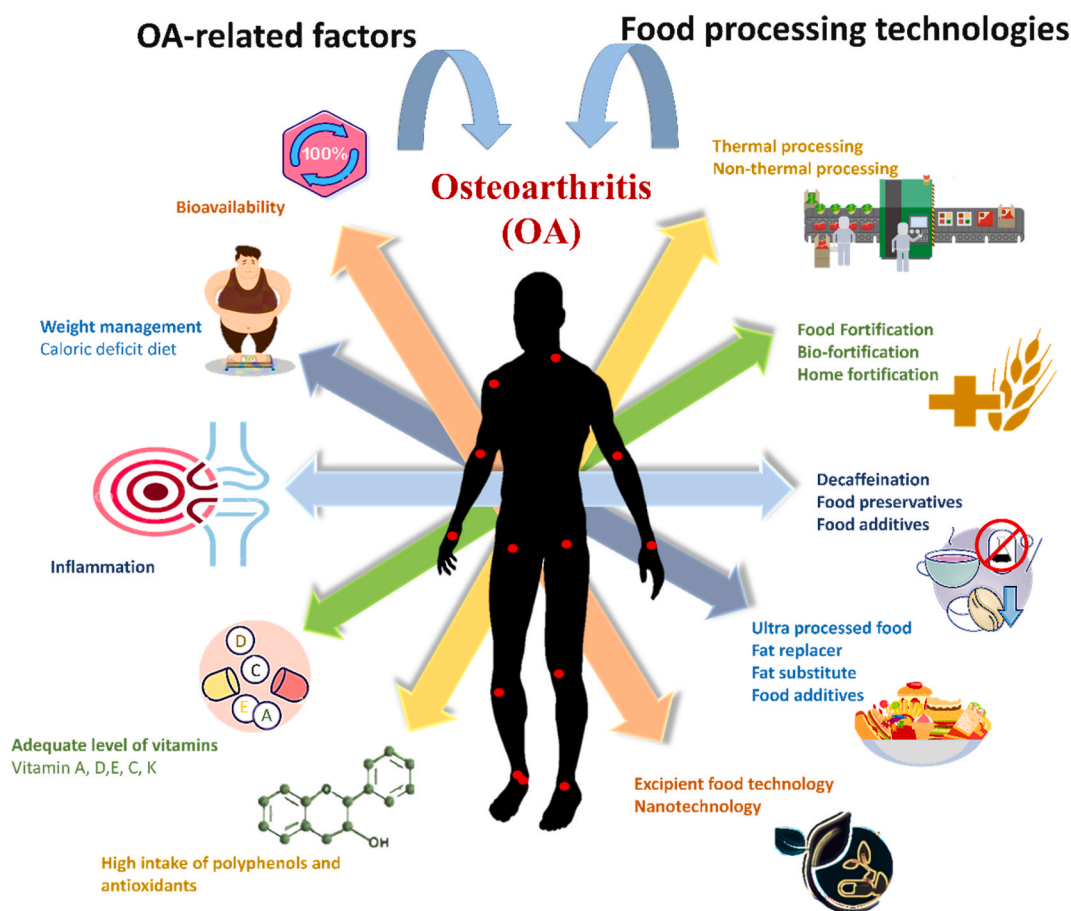 OA-related factors
Food processing technologies
100%
Osteoarthritis
(OA)
Bioavailability
Weight management
Caloric deficit diet
Inflammation
D
C
E
A
Adequate level of vitamins
Vitamin A, D,E, C, K
OH
High intake of polyphenols and
antioxidants
Thermal processing
Non-thermal processing
Food Fortification
Bio-fortification
Home fortification
Decaffeination
Food preservatives
Food additives
Ultra processed food
Fat replacer
Fat substitute
Food additives
Excipient food technology
Nanotechnology